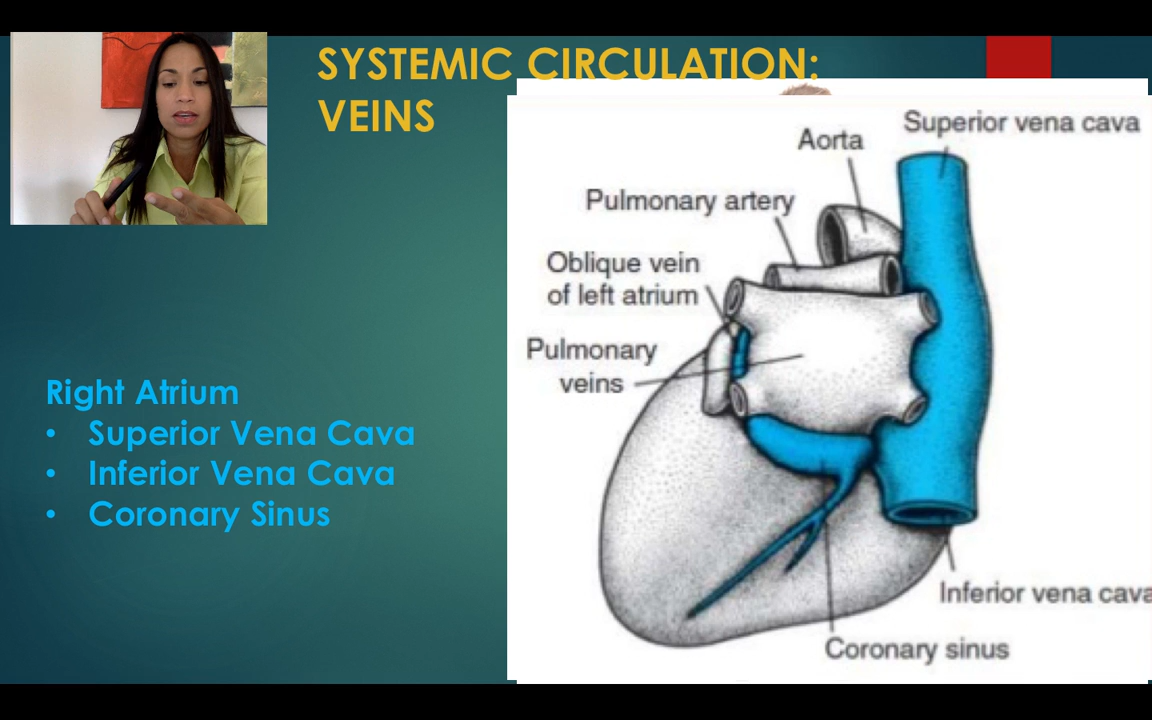 SYSTEMIC CIRCULATION:
VEINS
Superior vena cava
Aorta
Pulmonary artery
Oblique vein
of left atrium
Pulmonary
veins
Right Atrium
• Superior Vena Cava
• Inferior Vena Cava
• Coronary Sinus
Inferior vena cava
Coronary sinus